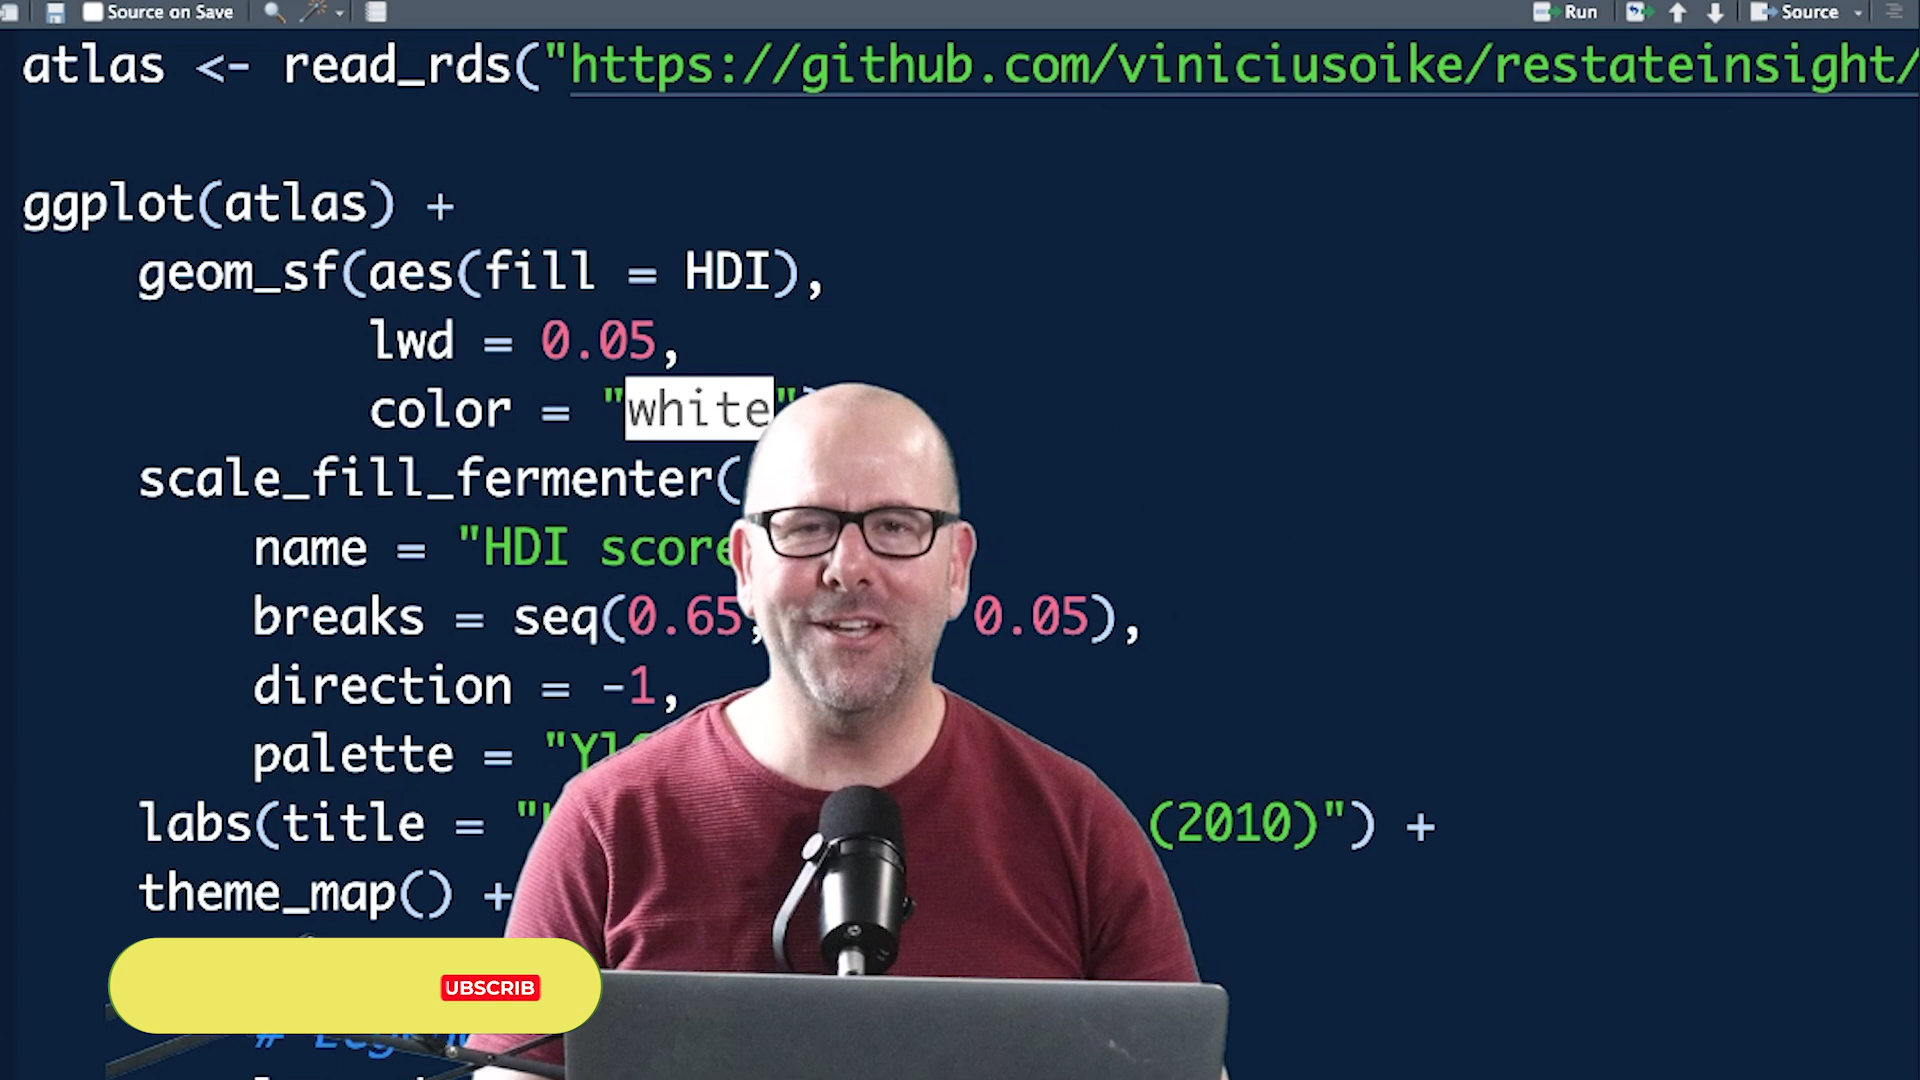 Source on Save Run Source
atlas <- read_rds("https://github.com/viniciusoike/restateinsight/
ggplot(atlas) +
geom_sf(aes(fill = HDI),
lwd = 0.05,
color = "white"
scale_fill_fermenter(
name = "HDI score
breaks = seq(0.65, 0.05),
direction = -1,
palette = "Yl
labs(title = " (2010)") +
theme_map() +
UBSCRIB